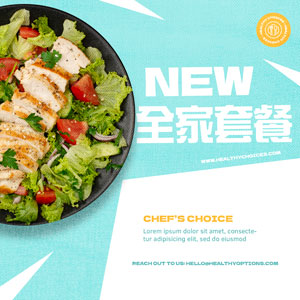 NEW
全家套餐
WWW.HEALTHYOPTIONS.COM
CHEF'S CHOICE
Lorem ipsum dolor sit amet, consecte-
tur adipiscing elit, sed do eiusmod
REACH OUT TO US: HELLO@HEALTHYOPTIONS.COM